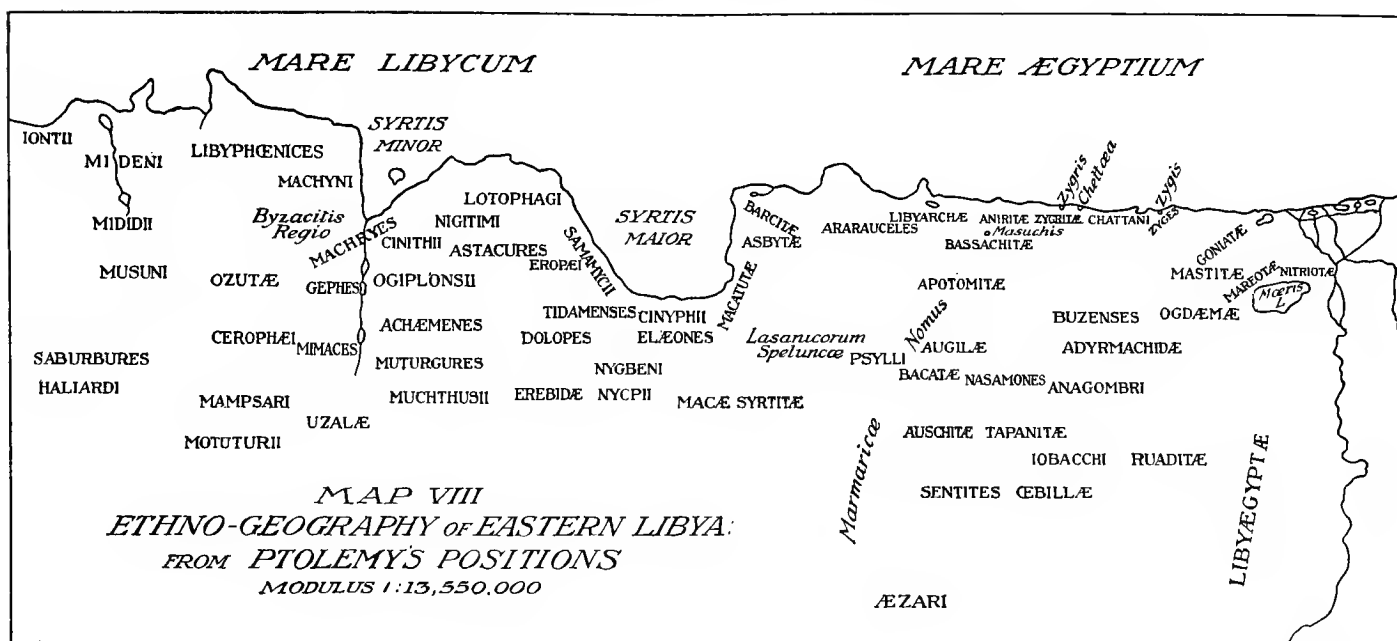 MARE LIBYCUM
MARE ÆGYPTIUM
IONTII
MIDENI
LIBYPHŒNICES
SYRTIS
MINOR
MACHYNI
MIDIDII
Byzacitis
Regio
MACHRYES
LOTOPHAGI
NIGITIMI
CINITHII
ASTACURES
EROPÆI
SAMAMYCII
SYRTIS
MAIOR
BARCITÆ
ASBYTÆ
MACATUTÆ
ARARAUCELES
LIBYARCHÆ
ANIRITÆ
ZYGRITÆ
CHATTANI
Zygris
Chettœa
Zygis
ZYGES
Masuchis
BASSACHITÆ
GONIATÆ
MASTITÆ
MAREOTÆ
NITRIOTÆ
Mœris
L.
MUSUNI
OZUTÆ
GEPHES
OGIPLONSII
TIDAMENSES
CINYPHII
APOTOMITÆ
BUZENSES
OGDÆMÆ
CEROPHÆI
MIMACES
ACHÆMENES
DOLOPES
ELÆONES
Lasanicorum
Speluncœ
PSYLLI
Nomus
AUGILÆ
ADYRMACHIDÆ
SABURBURES
HALIARDI
MUTURGURES
NYGBENI
BACATÆ
NASAMONES
ANAGOMBRI
MAMPSARI
MUCHTHUSII
EREBIDÆ
NYCPII
MACÆ SYRTITÆ
MOTUTURII
UZALÆ
Marmaricœ
AUSCHITÆ
TAPANITÆ
IOBACCHI
RUADITÆ
LIBYÆGYPTÆ
SENTITES
ŒBILLÆ
ÆZARI
MAP VIII
ETHNO-GEOGRAPHY OF EASTERN LIBYA:
FROM PTOLEMY'S POSITIONS
MODULUS 1:13,550,000